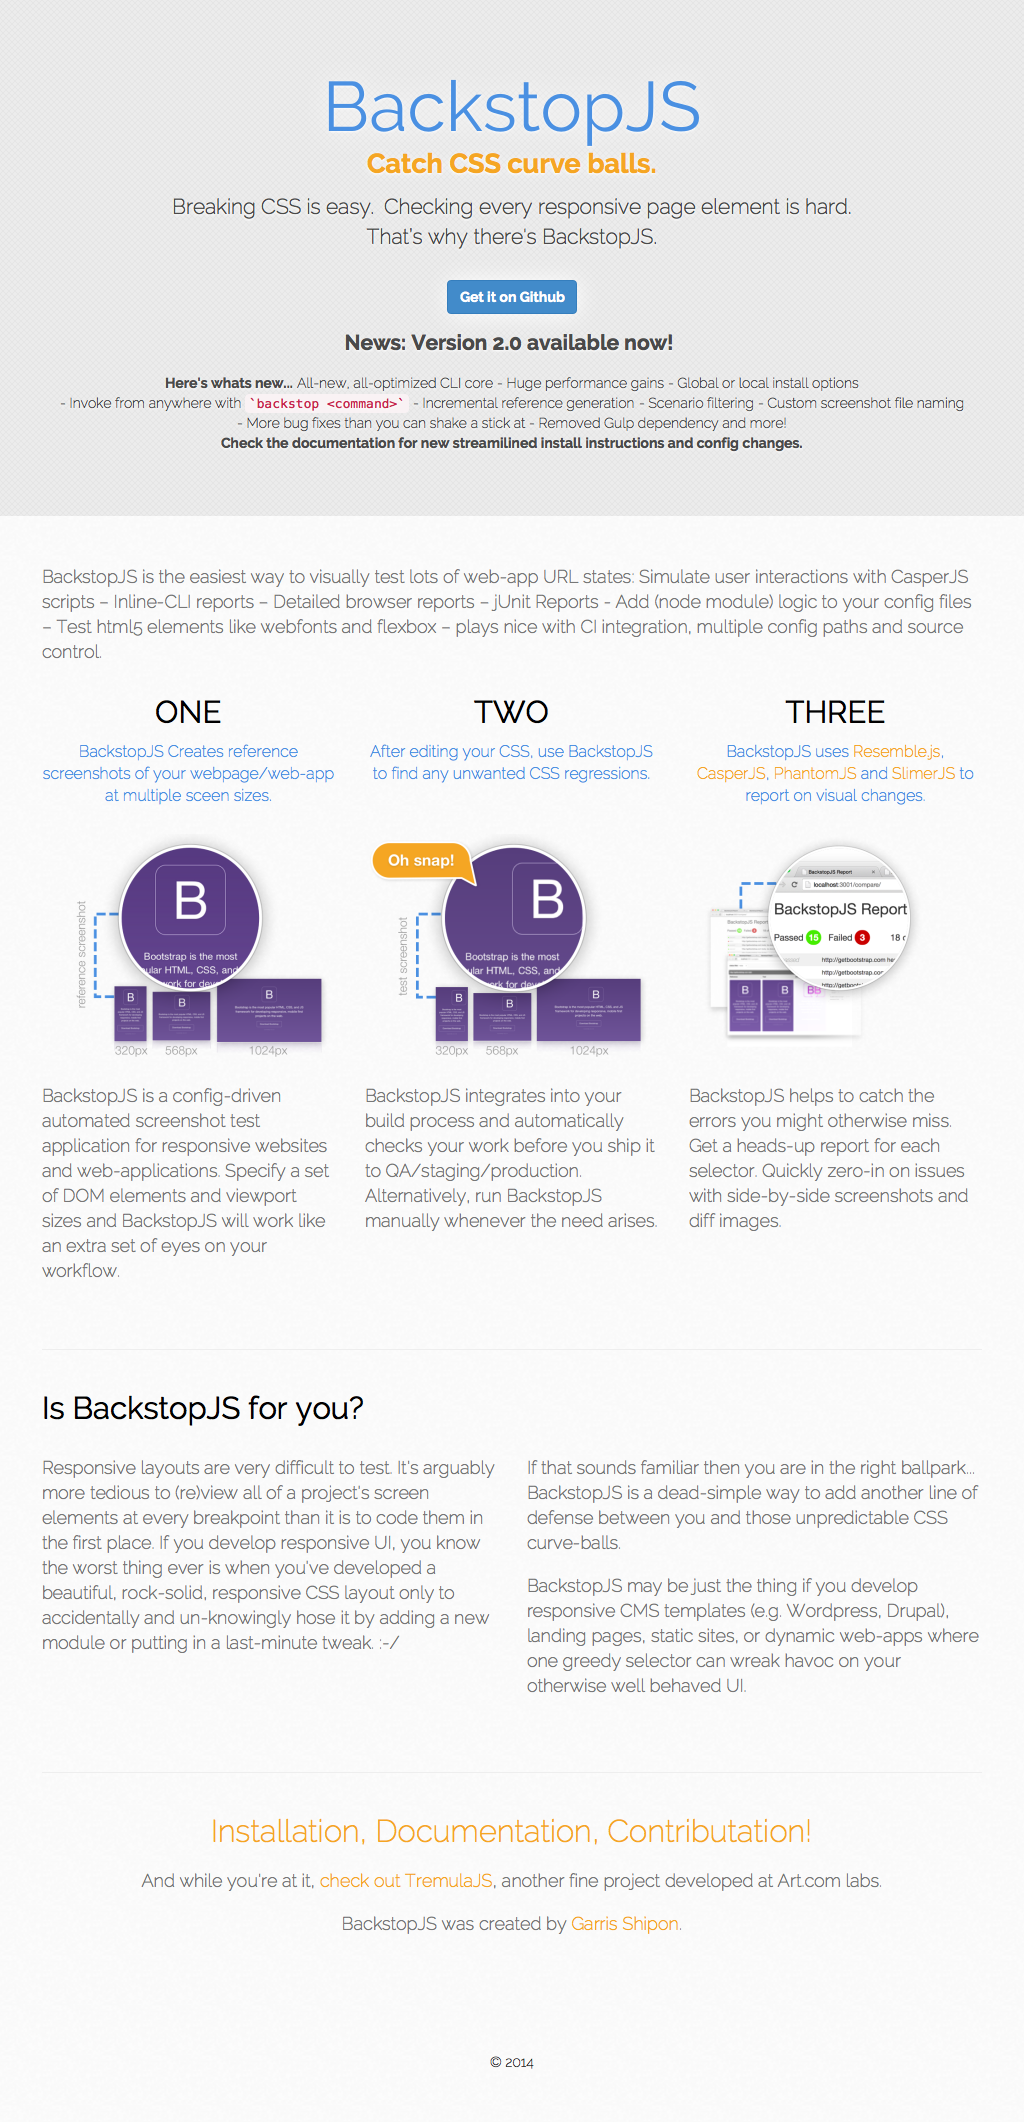 BackstopJS
Catch CSS curve balls.
Breaking CSS is easy.  Checking every responsive page element is hard.
That's why there's BackstopJS.
Get it on Github
News: Version 2.0 available now!
Here's whats new... All-new, all-optimized CLI core - Huge performance gains - Global or local install options
- Invoke from anywhere with `backstop <command>` - Incremental reference generation - Scenario filtering - Custom screenshot file naming
- More bug fixes than you can shake a stick at - Removed Gulp dependency and more!
Check the documentation for new streamilined install instructions and config changes.
BackstopJS is the easiest way to visually test lots of web-app URL states: Simulate user interactions with CasperJS
scripts – Inline-CLI reports – Detailed browser reports – jUnit Reports - Add (node module) logic to your config files
– Test html5 elements like webfonts and flexbox – plays nice with CI integration, multiple config paths and source
control.
ONE
BackstopJS Creates reference
screenshots of your webpage/web-app
at multiple sceen sizes.
reference screenshot
B
Bootstrap is the most
ular HTML, CSS, and
work for deve
B
B
B
320px 568px 1024px
BackstopJS is a config-driven
automated screenshot test
application for responsive websites
and web-applications. Specify a set
of DOM elements and viewport
sizes and BackstopJS will work like
an extra set of eyes on your
workflow.
TWO
After editing your CSS, use BackstopJS
to find any unwanted CSS regressions.
Oh snap!
test screenshot
B
Bootstrap is the most
ular HTML, CSS, and
work for deve
B
B
B
320px 568px 1024px
BackstopJS integrates into your
build process and automatically
checks your work before you ship it
to QA/staging/production.
Alternatively, run BackstopJS
manually whenever the need arises.
THREE
BackstopJS uses Resemble.js,
CasperJS, PhantomJS and SlimerJS to
report on visual changes.
BackstopJS Report
localhost:3001/compare/
BackstopJS Report
Passed 15 Failed 3 18 c
http://getbootstrap.com he
http://getbootstrap.com
http://getbootst
B B BB
BackstopJS helps to catch the
errors you might otherwise miss.
Get a heads-up report for each
selector. Quickly zero-in on issues
with side-by-side screenshots and
diff images.
Is BackstopJS for you?
Responsive layouts are very difficult to test. It's arguably
more tedious to (re)view all of a project's screen
elements at every breakpoint than it is to code them in
the first place. If you develop responsive UI, you know
the worst thing ever is when you've developed a
beautiful, rock-solid, responsive CSS layout only to
accidentally and un-knowingly hose it by adding a new
module or putting in a last-minute tweak. :-/
If that sounds familiar then you are in the right ballpark...
BackstopJS is a dead-simple way to add another line of
defense between you and those unpredictable CSS
curve-balls.
BackstopJS may be just the thing if you develop
responsive CMS templates (e.g. Wordpress, Drupal),
landing pages, static sites, or dynamic web-apps where
one greedy selector can wreak havoc on your
otherwise well behaved UI.
Installation, Documentation, Contributation!
And while you're at it, check out TremulaJS, another fine project developed at Art.com labs.
BackstopJS was created by Garris Shipon.
© 2014